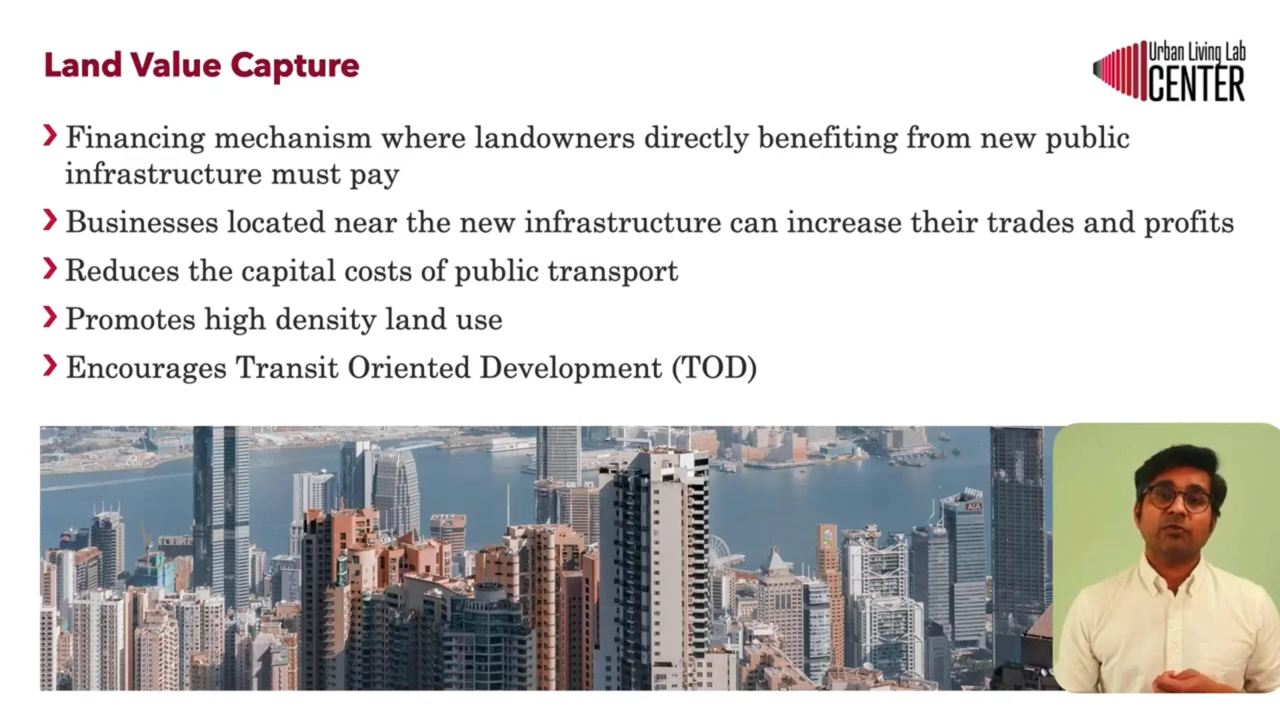 Land Value Capture
Urban Living Lab
CENTER
Financing mechanism where landowners directly benefiting from new public
infrastructure must pay
Businesses located near the new infrastructure can increase their trades and profits
Reduces the capital costs of public transport
Promotes high density land use
Encourages Transit Oriented Development (TOD)
AIA